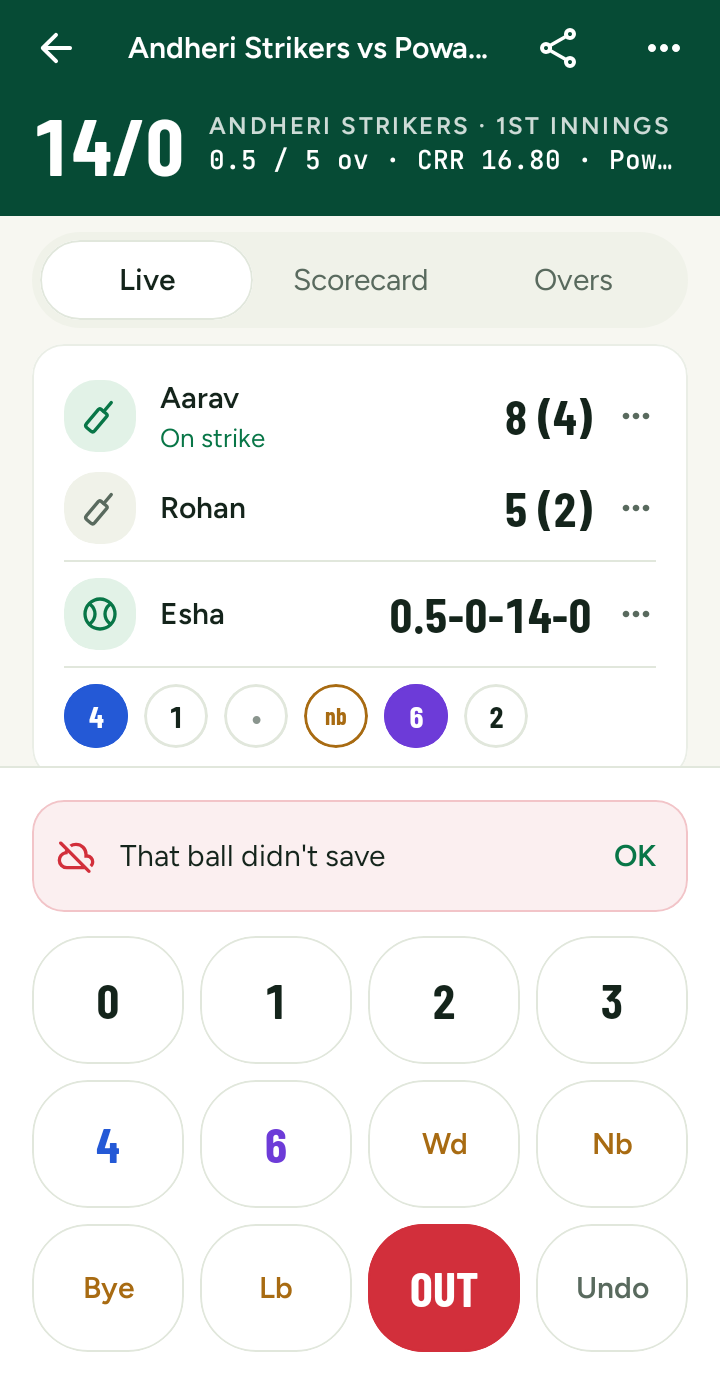 Andheri Strikers vs Powa...
14/0
ANDHERI STRIKERS · 1ST INNINGS
0.5 / 5 ov · CRR 16.80 · Pow…
Live Scorecard Overs
Aarav 8 (4)
On strike
Rohan 5 (2)
Esha 0.5-0-14-0
4 1 • nb 6 2
That ball didn't save OK
0 1 2 3
4 6 Wd Nb
Bye Lb OUT Undo